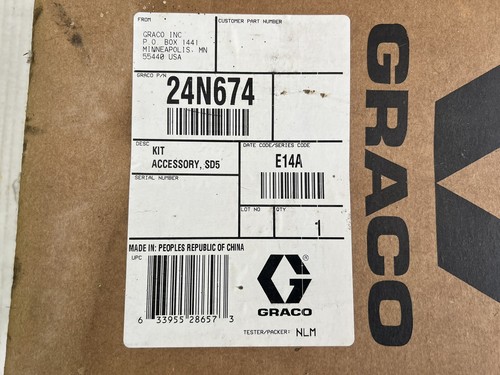 FROM
GRACO INC
P.O. BOX 1441
MINNEAPOLIS, MN
55440 USA
CUSTOMER PART NUMBER
GRACO P/N
24N674
DESC
KIT
ACCESSORY, SD5
DATE CODE/SERIES CODE
E14A
SERIAL NUMBER
LOT NO
QTY
1
MADE IN: PEOPLES REPUBLIC OF CHINA
UPC
6 33955 28657 3
®
GRACO
TESTER/PACKER: NLM
GRACO